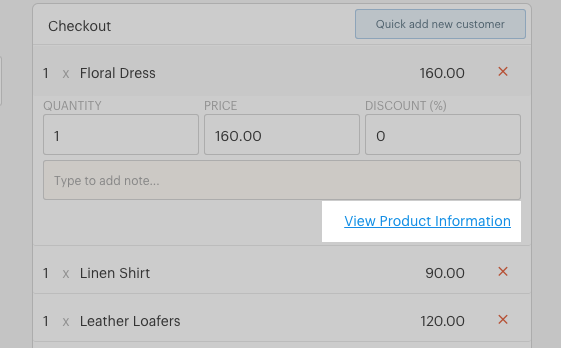 Checkout Quick add new customer
1 x Floral Dress 160.00 ×
QUANTITY PRICE DISCOUNT (%)
1 160.00 0
Type to add note...
View Product Information
1 x Linen Shirt 90.00 ×
1 x Leather Loafers 120.00 ×